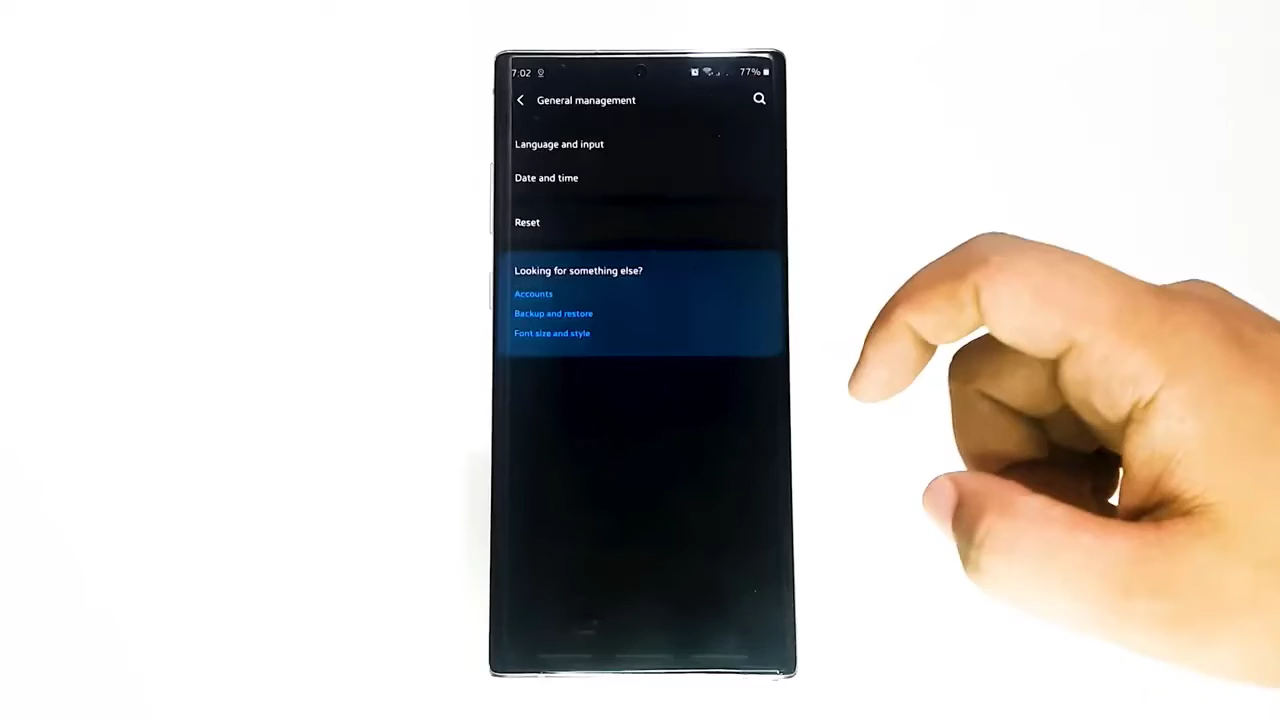 7:02
77%
General management
Language and input
Date and time
Reset
Looking for something else?
Accounts
Backup and restore
Font size and style